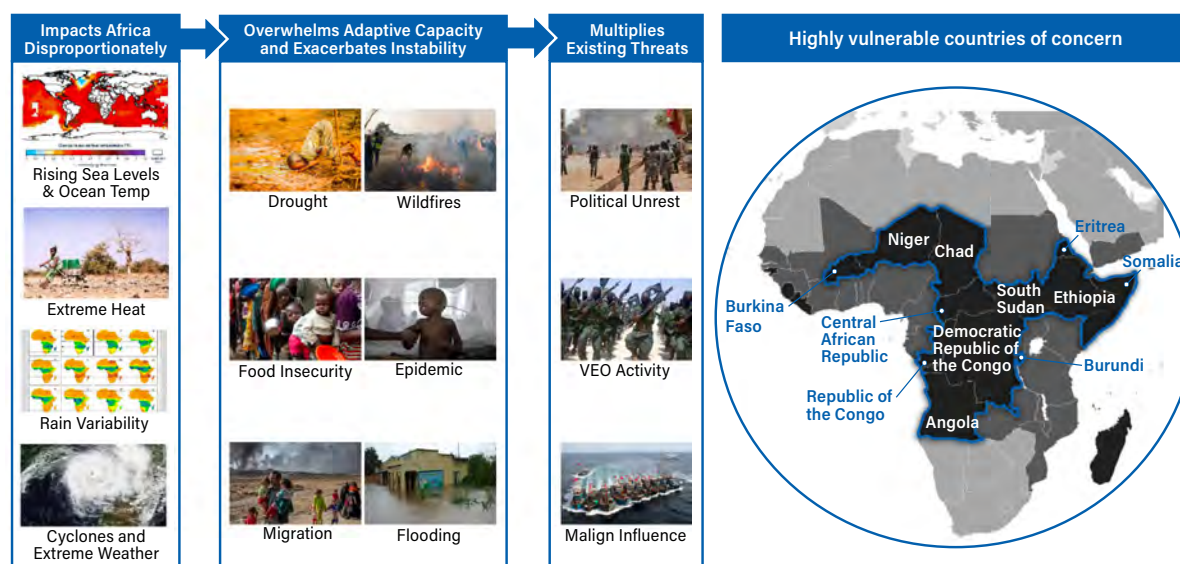 Impacts Africa
Disproportionately
Rising Sea Levels
& Ocean Temp
Extreme Heat
Rain Variability
Cyclones and
Extreme Weather
Overwhelms Adaptive Capacity
and Exacerbates Instability
Drought
Wildfires
Food Insecurity
Epidemic
Migration
Flooding
Multiplies
Existing Threats
Political Unrest
VEO Activity
Malign Influence
Highly vulnerable countries of concern
Niger
Chad
Eritrea
Somalia
Burkina
Faso
South
Sudan
Ethiopia
Central
African
Republic
Democratic
Republic of
the Congo
Burundi
Republic of
the Congo
Angola